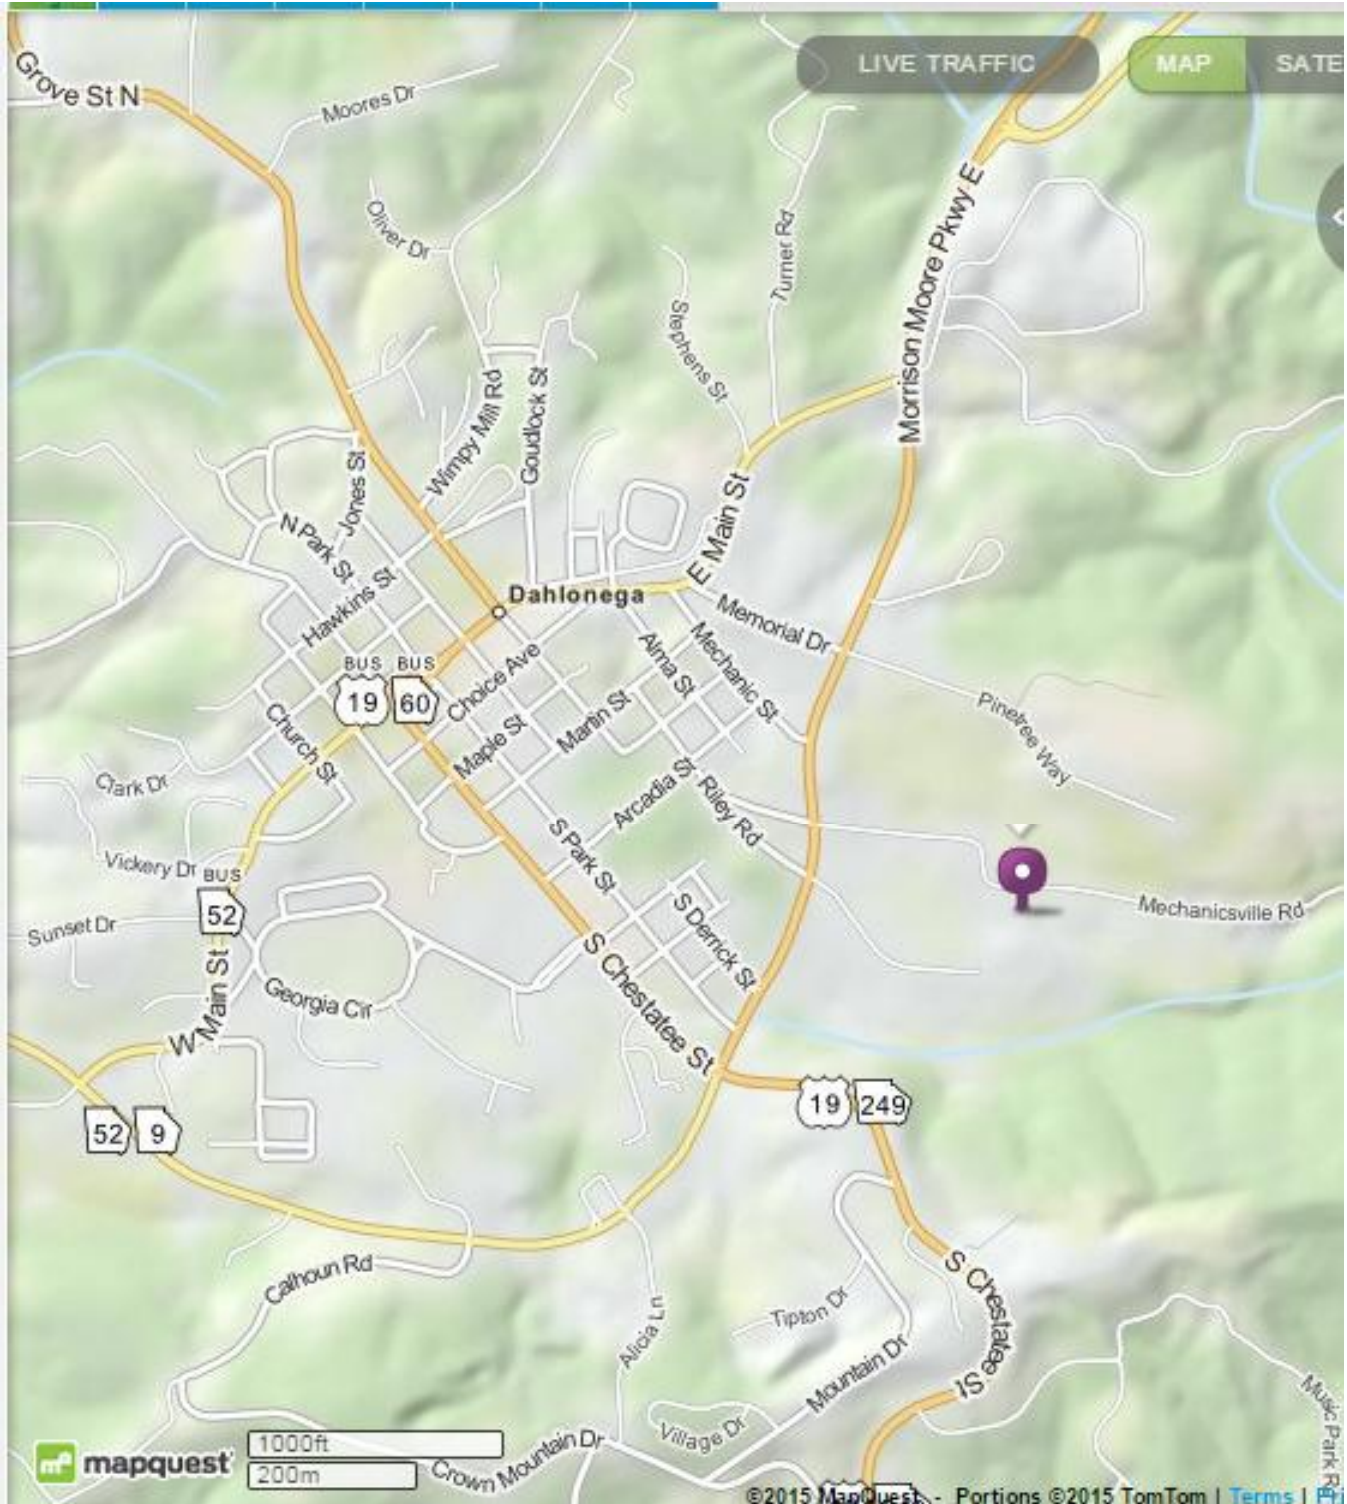 LIVE TRAFFIC
MAP
SATE
Grove St N
Moores Dr
Oliver Dr
Turner Rd
Morrison Moore Pkwy E
Stephens St
Wimpy Mill Rd
Goudlock St
Jones St
N Park St
E Main St
Hawkins St
Dahlonega
Memorial Dr
Choice Ave
Alma St
Mechanic St
BUS
19
BUS
60
Church St
Maple St
Martin St
Pinetree Way
Clark Dr
Arcadia St
Riley Rd
S Park St
Vickery Dr
BUS
52
Sunset Dr
S Derrick St
Mechanicsville Rd
W Main St
Georgia Cir
S Chestatee St
52
9
19
249
Calhoun Rd
Alicia Ln
Tipton Dr
Mountain Dr
S Chestatee St
Village Dr
Music Park R
Crown Mountain Dr
mapquest
1000ft
200m
©2015 MapQuest - Portions ©2015 TomTom | Terms | Pri